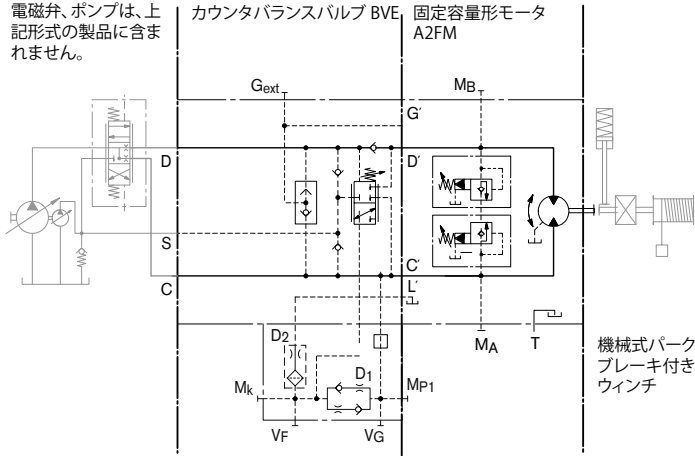 電磁弁、ポンプは、上
記形式の製品に含ま
れません。
カウンタバランスバルブ BVE
固定容量形モータ
A2FM
Gext
MB
G'
D
D'
S
C
C'
L'
D2
MA
T
機械式パーク
ブレーキ付き
ウィンチ
D1
Mk
MP1
VF
VG